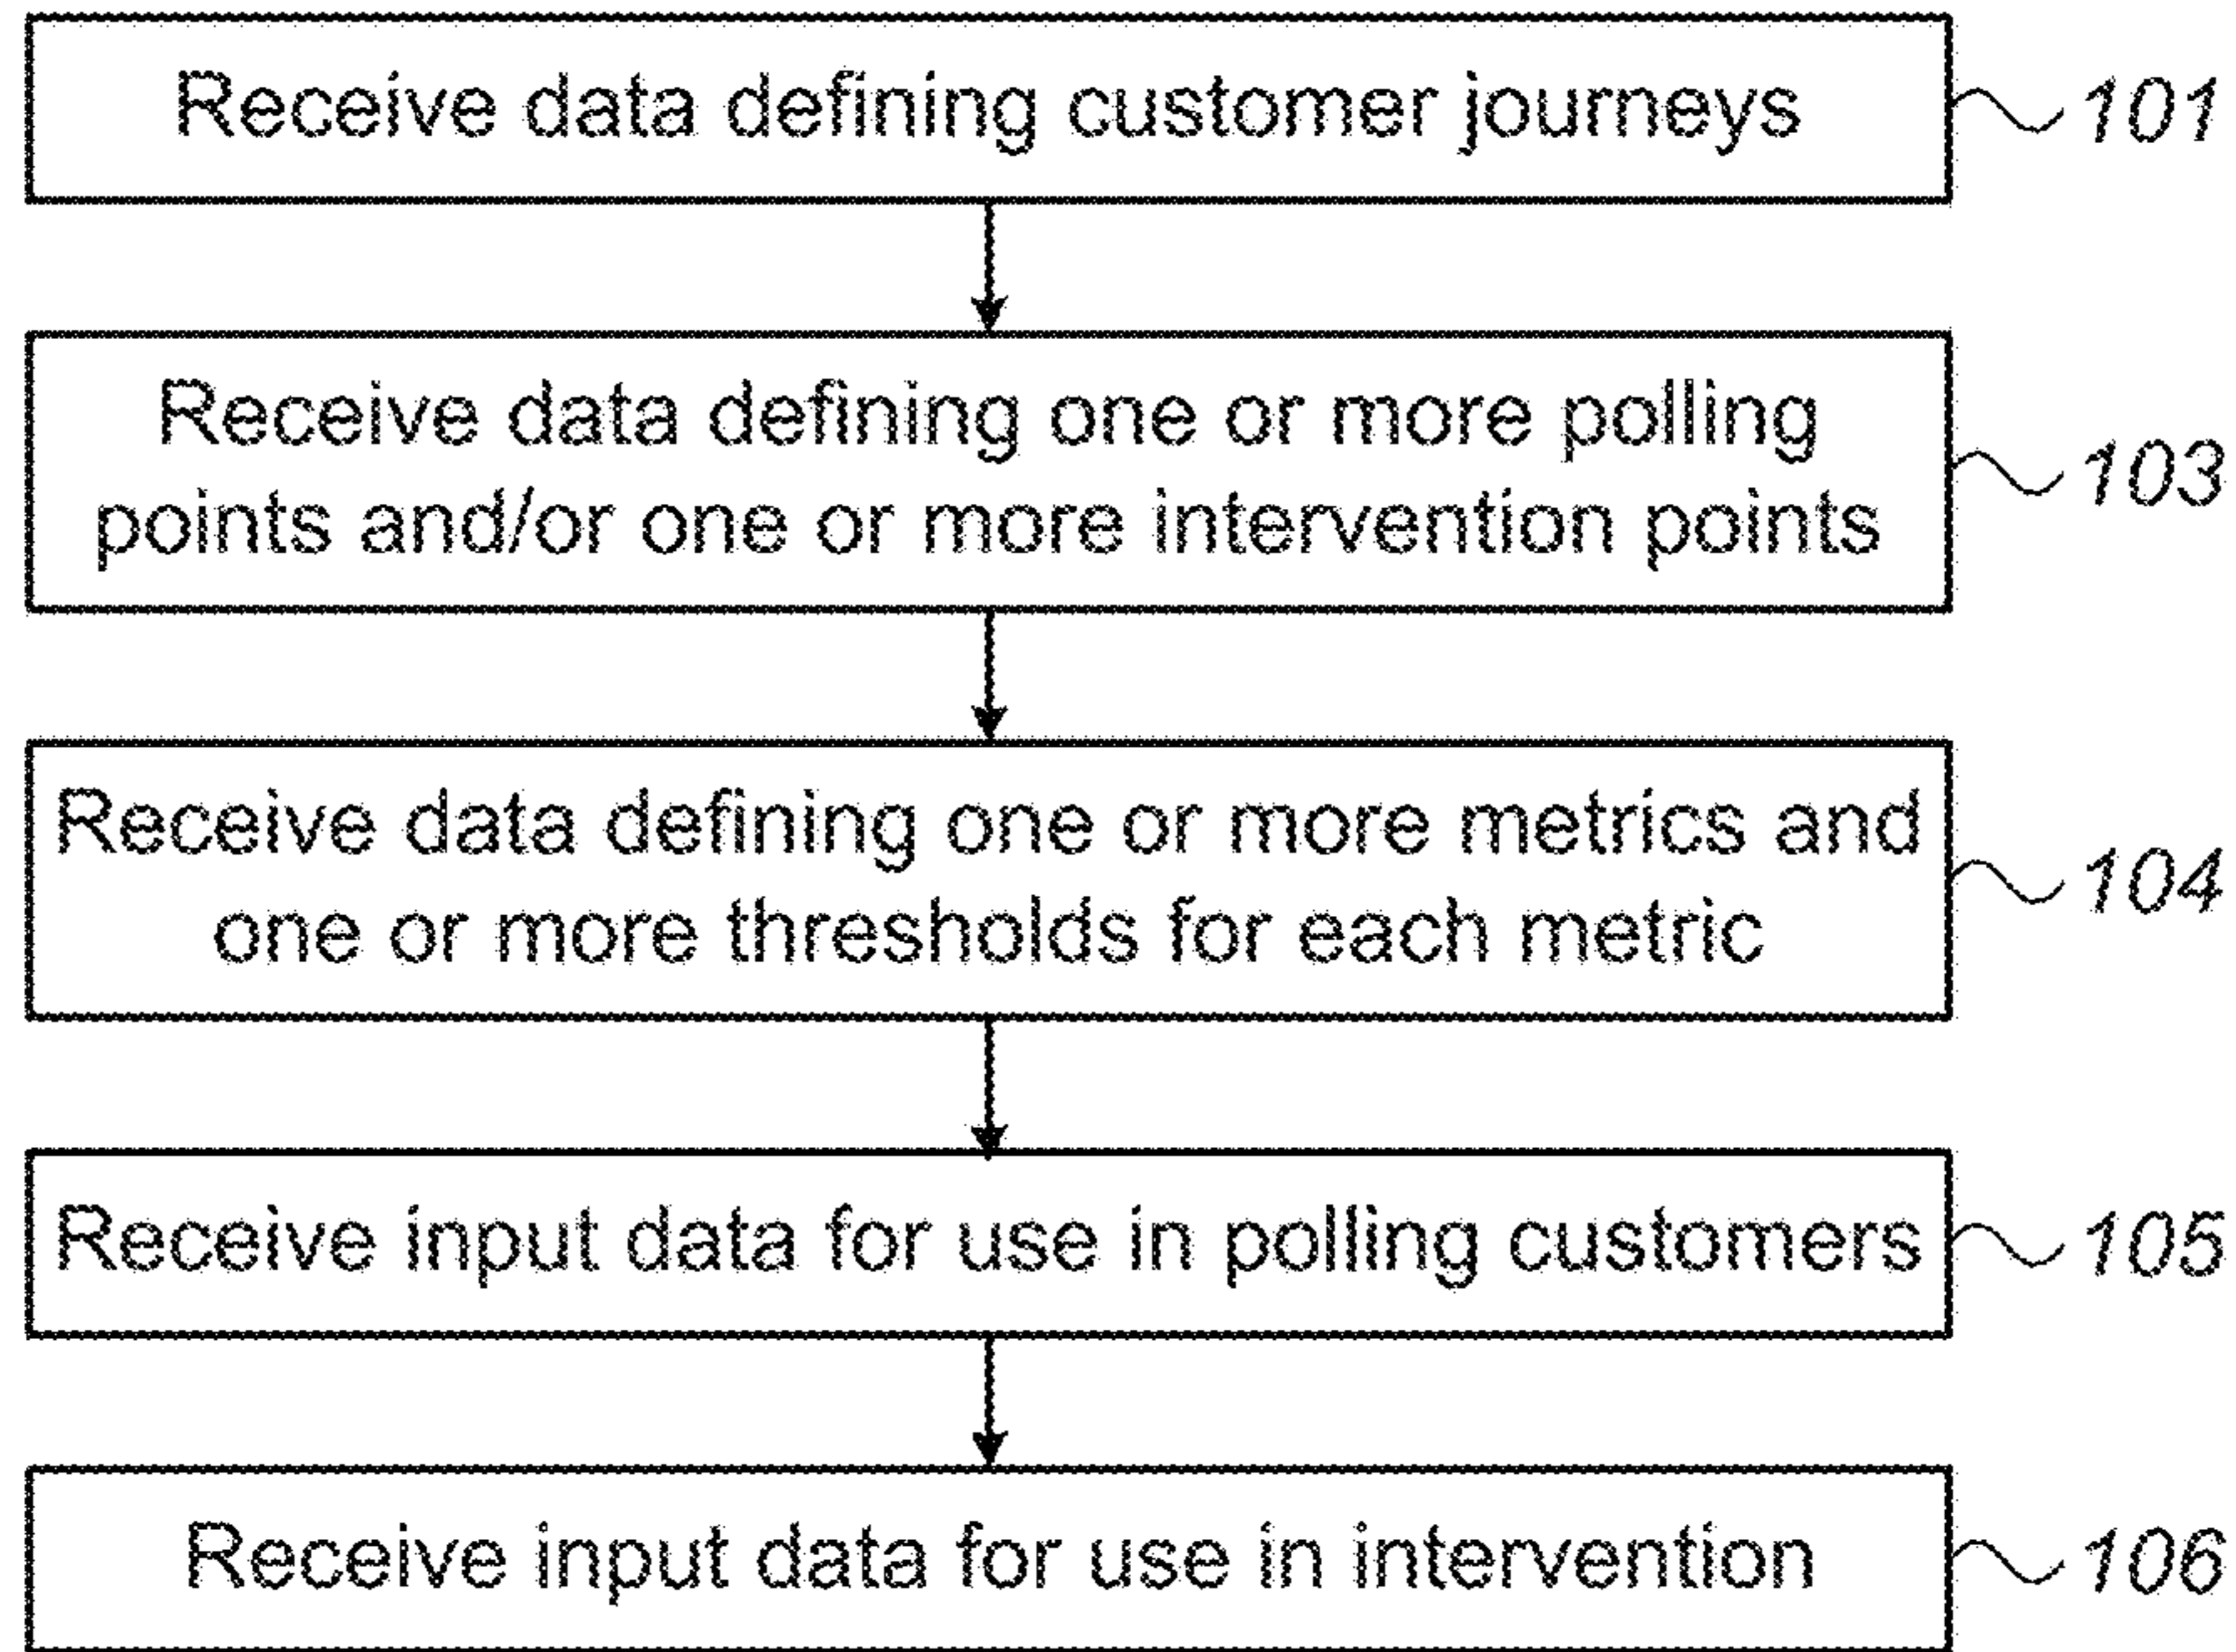 Receive data defining customer journeys
101
Receive data defining one or more polling
points and/or one or more intervention points
103
Receive data defining one or more metrics and
one or more thresholds for each metric
104
Receive input data for use in polling customers
105
Receive input data for use in intervention
106